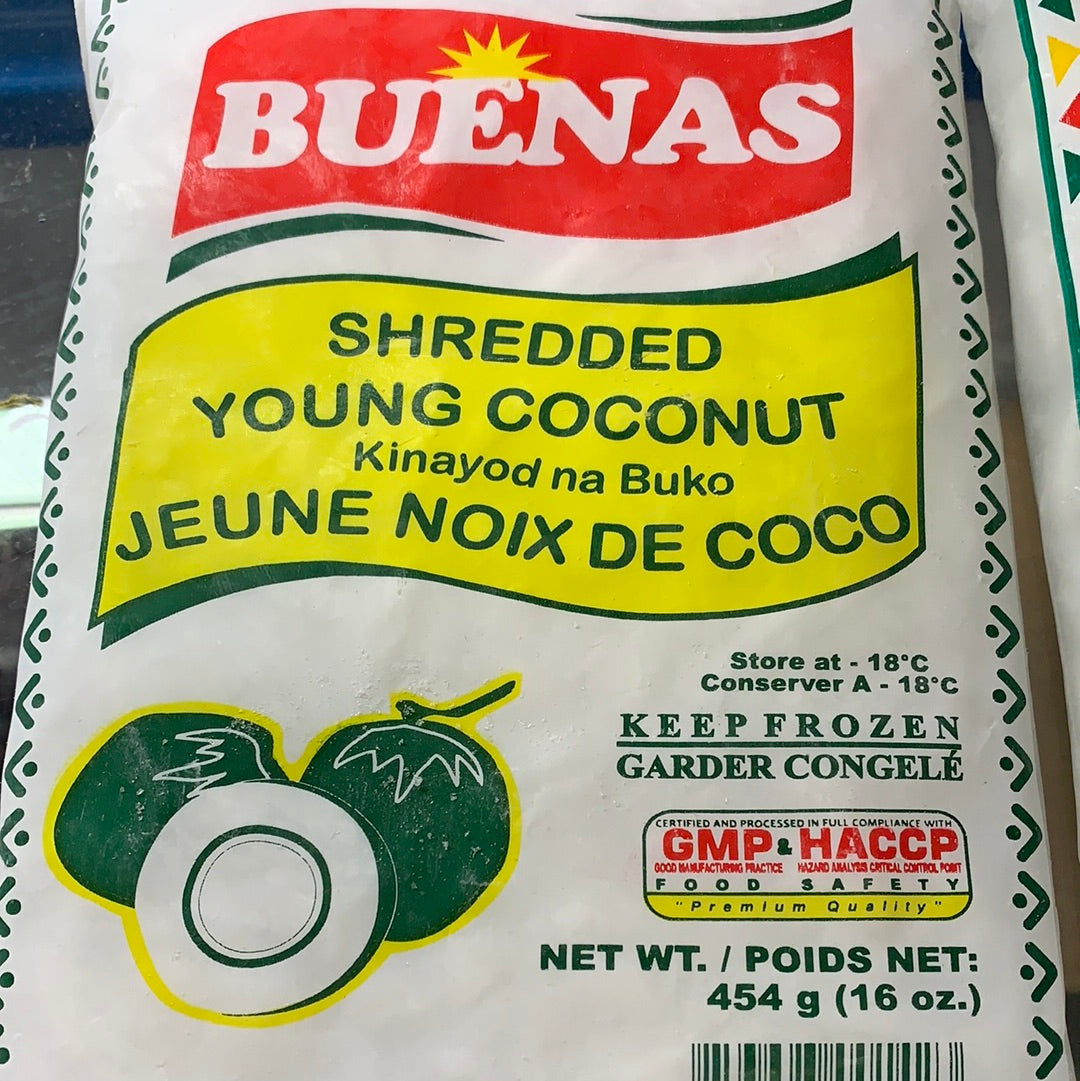 BUENAS
SHREDDED
YOUNG COCONUT
Kinayod na Buko
JEUNE NOIX DE COCO
Store at - 18°C
Conserver A - 18°C
KEEP FROZEN
GARDER CONGELÉ
CERTIFIED AND PROCESSED IN FULL COMPLIANCE WITH
GMP & HACCP
GOOD MANUFACTURING PRACTICE HAZARD ANALYSIS CRITICAL CONTROL POINT
FOOD SAFETY
"Premium Quality"
NET WT. / POIDS NET:
454 g (16 oz.)